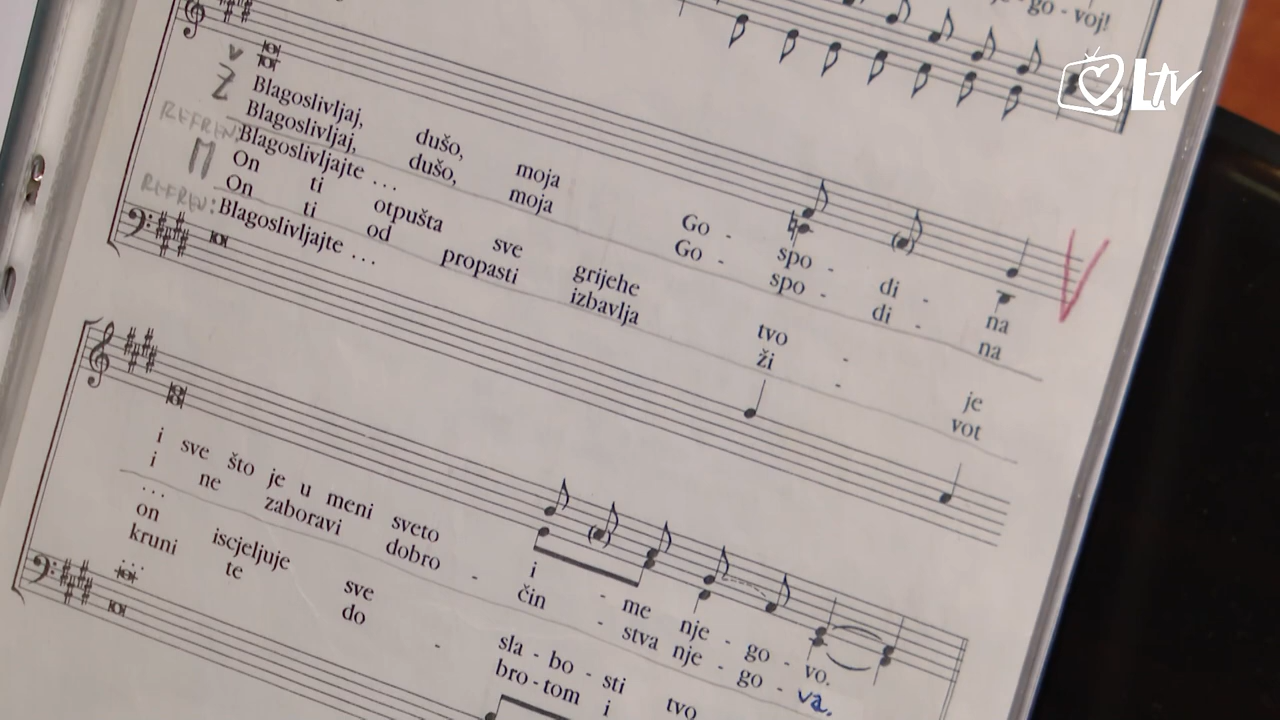 go - voj!
Ltv
V
Ž Blagoslivljaj, dušo, moja Go - spo - di - na
Blagoslivljaj, dušo, moja Go - spo - di - na
REFREN: Blagoslivljajte ...
M On ti otpušta sve grijehe tvo - je
On ti od propasti izbavlja ži - vot
REFREN: Blagoslivljajte ...
i sve što je u meni sveto i - me nje - go - vo.
i ne zaboravi dobro - čin - stva nje - go - va.
...
on iscjeljuje sve sla - bo - sti tvo
kruni te do - bro - tom i
...